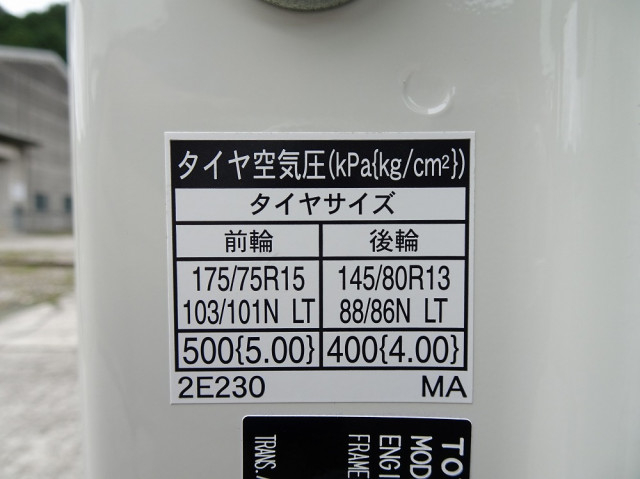 タイヤ空気圧(kPa{kg/cm²})
タイヤサイズ
前輪 後輪
175/75R15 145/80R13
103/101N LT 88/86N LT
500{5.00} 400{4.00}
2E230 MA
TO
MOD
ENGI
FRAME
TRANS./